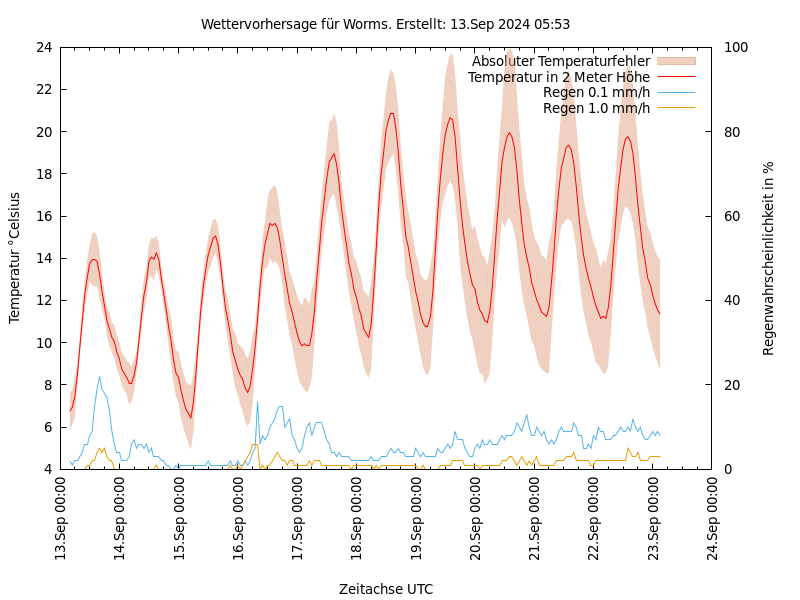 Wettervorhersage für Worms. Erstellt: 13.Sep 2024 05:53
Absoluter Temperaturfehler
Temperatur in 2 Meter Höhe
Regen 0.1 mm/h
Regen 1.0 mm/h
Temperatur °Celsius
24
22
20
18
16
14
12
10
8
6
4
100
80
60
40
20
0
Regenwahrscheinlichkeit in %
13.Sep 00:00
14.Sep 00:00
15.Sep 00:00
16.Sep 00:00
17.Sep 00:00
18.Sep 00:00
19.Sep 00:00
20.Sep 00:00
21.Sep 00:00
22.Sep 00:00
23.Sep 00:00
24.Sep 00:00
Zeitachse UTC